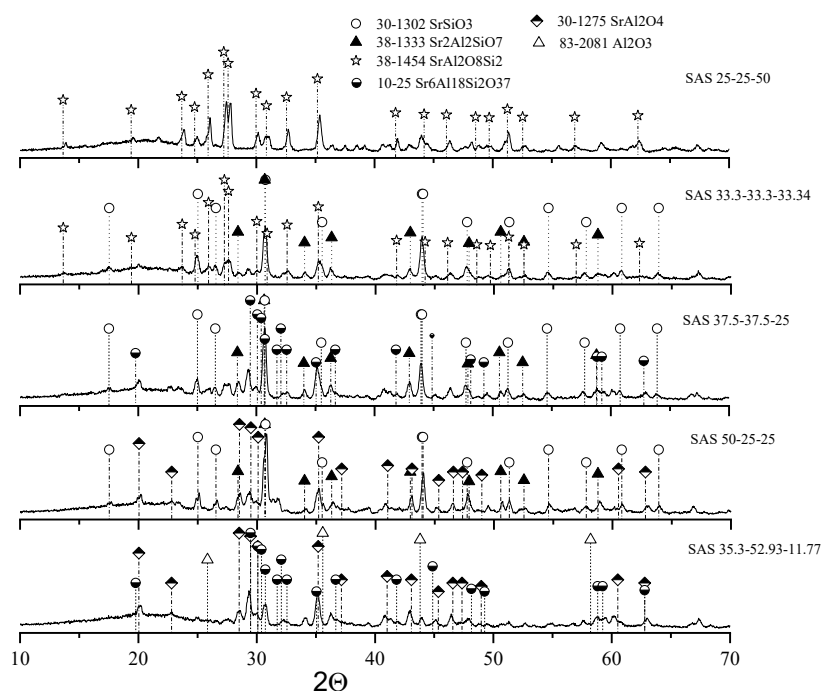 30-1302 SrSiO3
38-1333 Sr2Al2SiO7
38-1454 SrAl2O8Si2
10-25 Sr6Al18Si2O37
30-1275 SrAl2O4
83-2081 Al2O3
SAS 25-25-50
SAS 33.3-33.3-33.34
SAS 37.5-37.5-25
SAS 50-25-25
SAS 35.3-52.93-11.77
10 20 30 40 50 60 70
2Θ